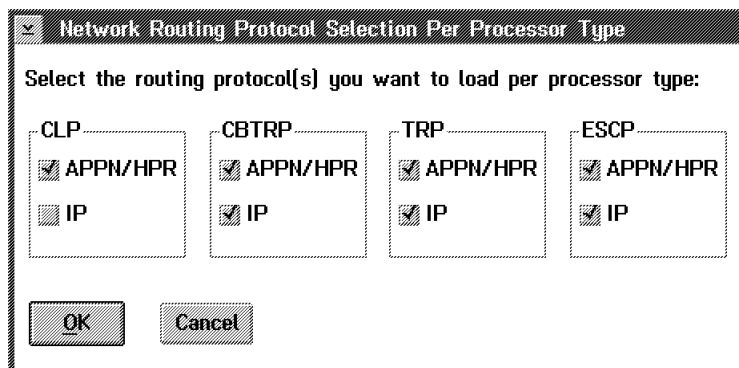 Network Routing Protocol Selection Per Processor Type
Select the routing protocol(s) you want to load per processor type:
CLP CBTRP TRP ESCP
APPN/HPR APPN/HPR APPN/HPR APPN/HPR
IP IP IP IP
OK Cancel